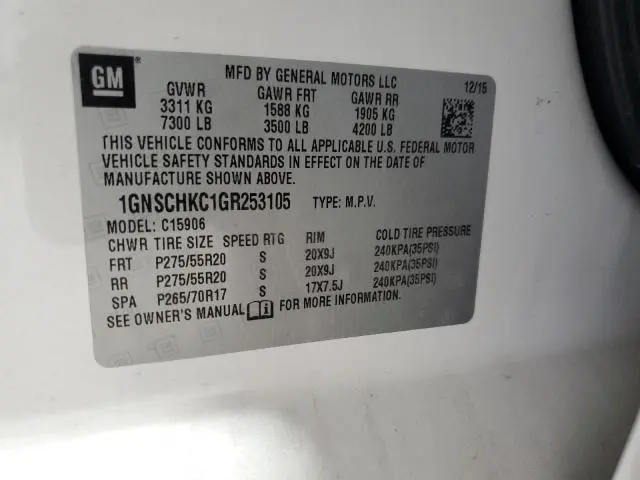 GM
MFD BY GENERAL MOTORS LLC 12/15
GVWR GAWR FRT GAWR RR
3311 KG 1588 KG 1905 KG
7300 LB 3500 LB 4200 LB
THIS VEHICLE CONFORMS TO ALL APPLICABLE U.S. FEDERAL MOTOR
VEHICLE SAFETY STANDARDS IN EFFECT ON THE DATE OF
MANUFACTURE SHOWN ABOVE.
1GNSCHKC1GR253105 TYPE: M.P.V.
MODEL: C15906
CHWR TIRE SIZE SPEED RTG RIM COLD TIRE PRESSURE
FRT P275/55R20 S 20X9J 240KPA(35PSI)
RR P275/55R20 S 20X9J 240KPA(35PSI)
SPA P265/70R17 S 17X7.5J 240KPA(35PSI)
SEE OWNER'S MANUAL FOR MORE INFORMATION.